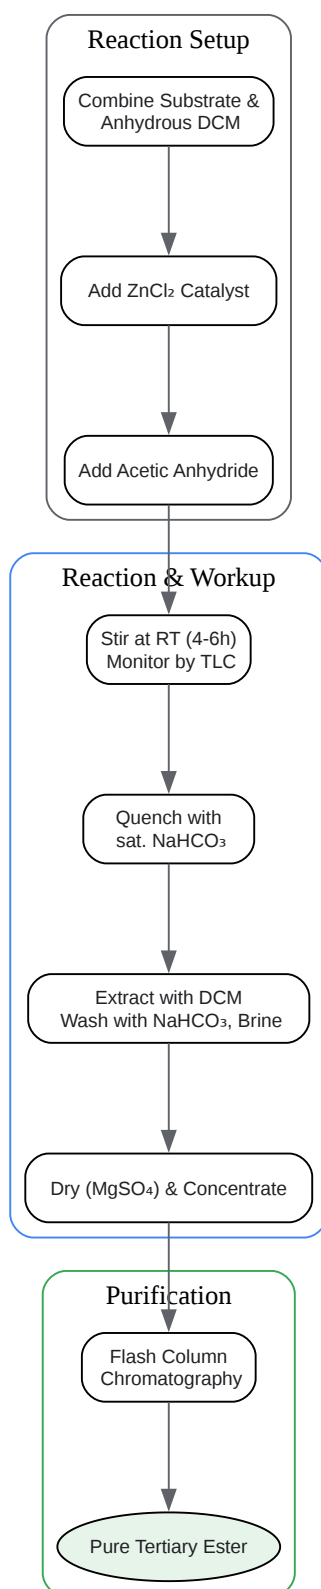 Reaction Setup
Combine Substrate &
Anhydrous DCM
Add ZnCl₂ Catalyst
Add Acetic Anhydride
Reaction & Workup
Stir at RT (4-6h)
Monitor by TLC
Quench with
sat. NaHCO₃
Extract with DCM
Wash with NaHCO₃, Brine
Dry (MgSO₄) & Concentrate
Purification
Flash Column
Chromatography
Pure Tertiary Ester